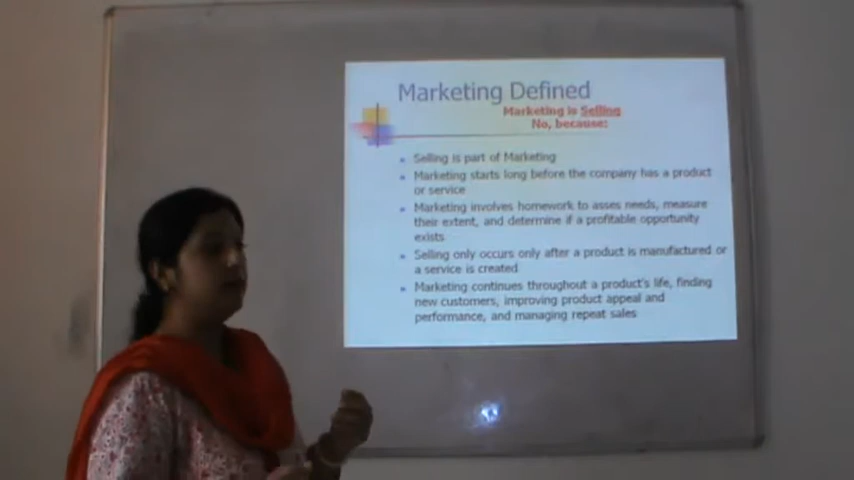 Marketing Defined
Marketing is Selling
No, because:
Selling is part of Marketing
Marketing starts long before the company has a product
or service
Marketing involves homework to asses needs, measure
their extent, and determine if a profitable opportunity
exists
Selling only occurs only after a product is manufactured or
a service is created
Marketing continues throughout a product's life, finding
new customers, improving product appeal and
performance, and managing repeat sales